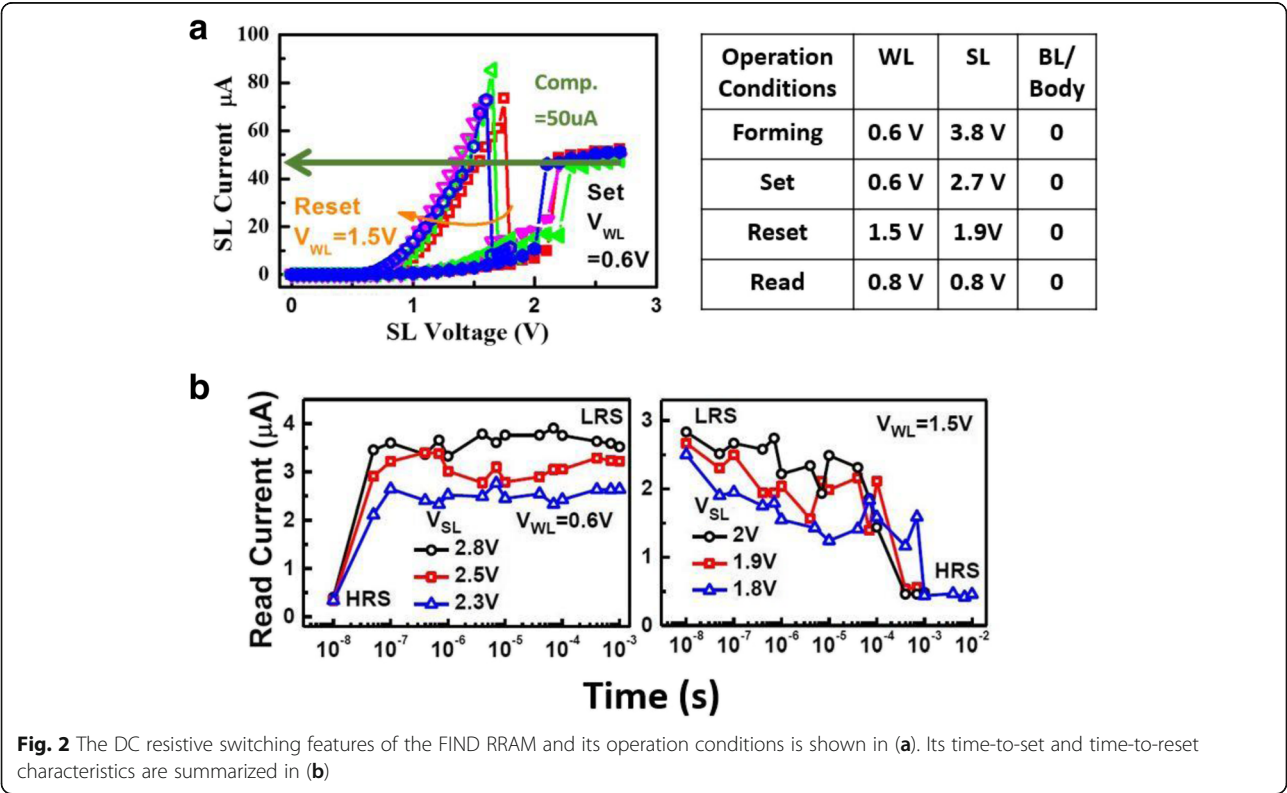 a
100
80
60
40
20
0
SL Current μA
0 1 2 3
SL Voltage (V)
Comp.
=50uA
Reset
V_WL=1.5V
Set
V_WL
=0.6V
Operation Conditions WL SL BL/ Body
Forming 0.6 V 3.8 V 0
Set 0.6 V 2.7 V 0
Reset 1.5 V 1.9V 0
Read 0.8 V 0.8 V 0
b
Read Current (μA)
4
3
2
1
0
LRS
V_SL V_WL=0.6V
2.8V
2.5V
2.3V
HRS
10⁻⁸ 10⁻⁷ 10⁻⁶ 10⁻⁵ 10⁻⁴ 10⁻³
3
2
1
0
LRS V_WL=1.5V
V_SL
2V
1.9V
1.8V
HRS
10⁻⁸ 10⁻⁷ 10⁻⁶ 10⁻⁵ 10⁻⁴ 10⁻³ 10⁻²
Time (s)
Fig. 2 The DC resistive switching features of the FIND RRAM and its operation conditions is shown in (a). Its time-to-set and time-to-reset
characteristics are summarized in (b)